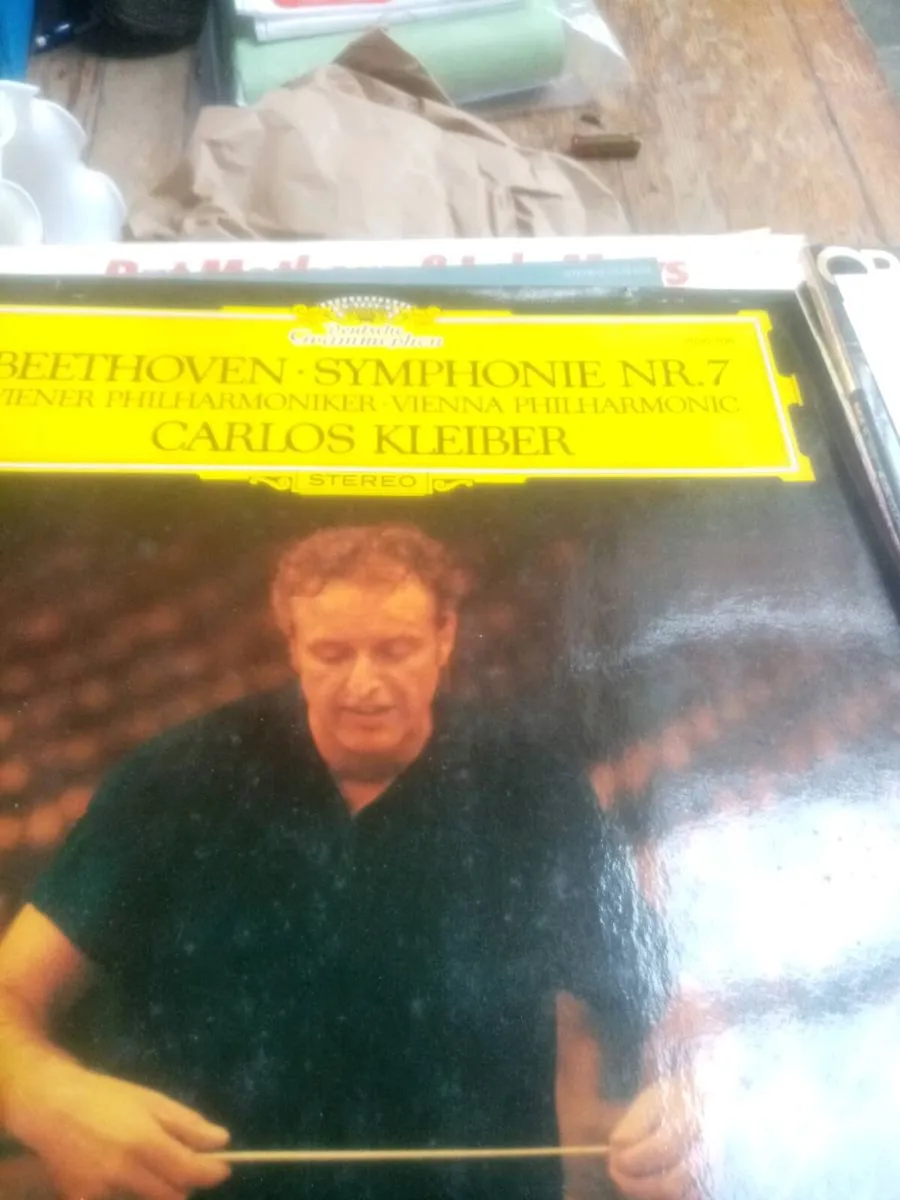 Deutsche
Grammophon
BEETHOVEN · SYMPHONIE NR.7
WIENER PHILHARMONIKER · VIENNA PHILHARMONIC
CARLOS KLEIBER
STEREO